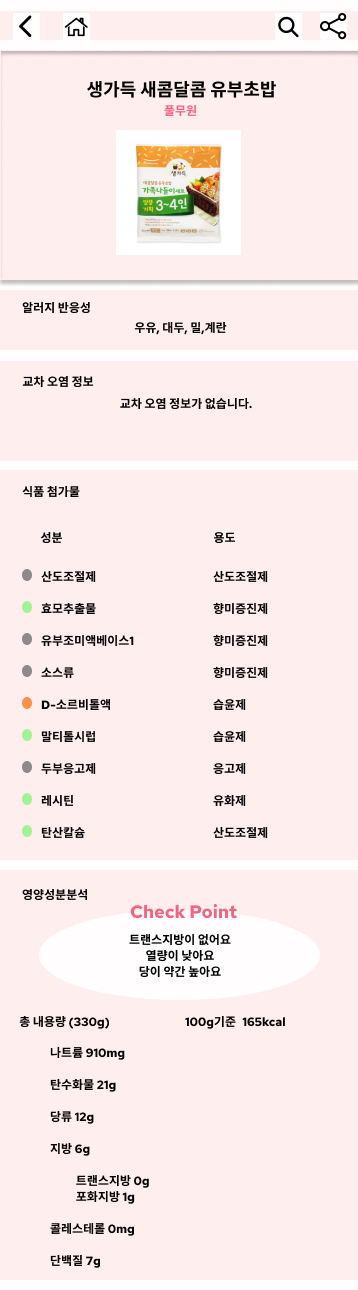 생가득 새콤달콤 유부초밥
풀무원
생가득
새콤달콤 유부초밥
가족나들이세트
3~4인
알러지 반응성
우유, 대두, 밀,계란
교차 오염 정보
교차 오염 정보가 없습니다.
식품 첨가물
성분 용도
산도조절제 산도조절제
효모추출물 향미증진제
유부조미액베이스1 향미증진제
소스류 향미증진제
D-소르비톨액 습윤제
말티톨시럽 습윤제
두부응고제 응고제
레시틴 유화제
탄산칼슘 산도조절제
영양성분분석
Check Point
트랜스지방이 없어요
열량이 낮아요
당이 약간 높아요
총 내용량 (330g) 100g기준 165kcal
나트륨 910mg
탄수화물 21g
당류 12g
지방 6g
트랜스지방 0g
포화지방 1g
콜레스테롤 0mg
단백질 7g